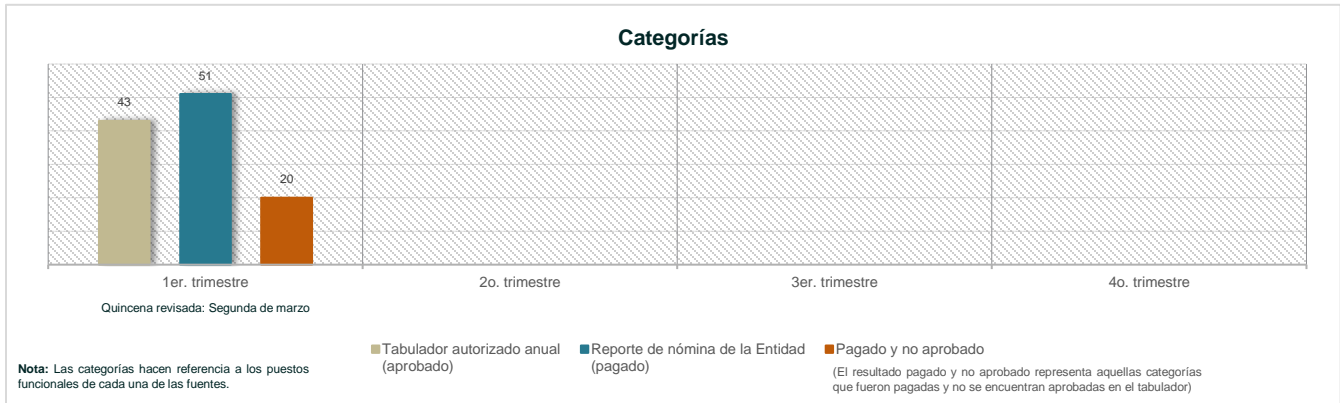 Categorías
43
51
20
1er. trimestre
2o. trimestre
3er. trimestre
4o. trimestre
Quincena revisada: Segunda de marzo
Tabulador autorizado anual
(aprobado)
Reporte de nómina de la Entidad
(pagado)
Pagado y no aprobado
(El resultado pagado y no aprobado representa aquellas categorías
que fueron pagadas y no se encuentran aprobadas en el tabulador)
Nota: Las categorías hacen referencia a los puestos
funcionales de cada una de las fuentes.